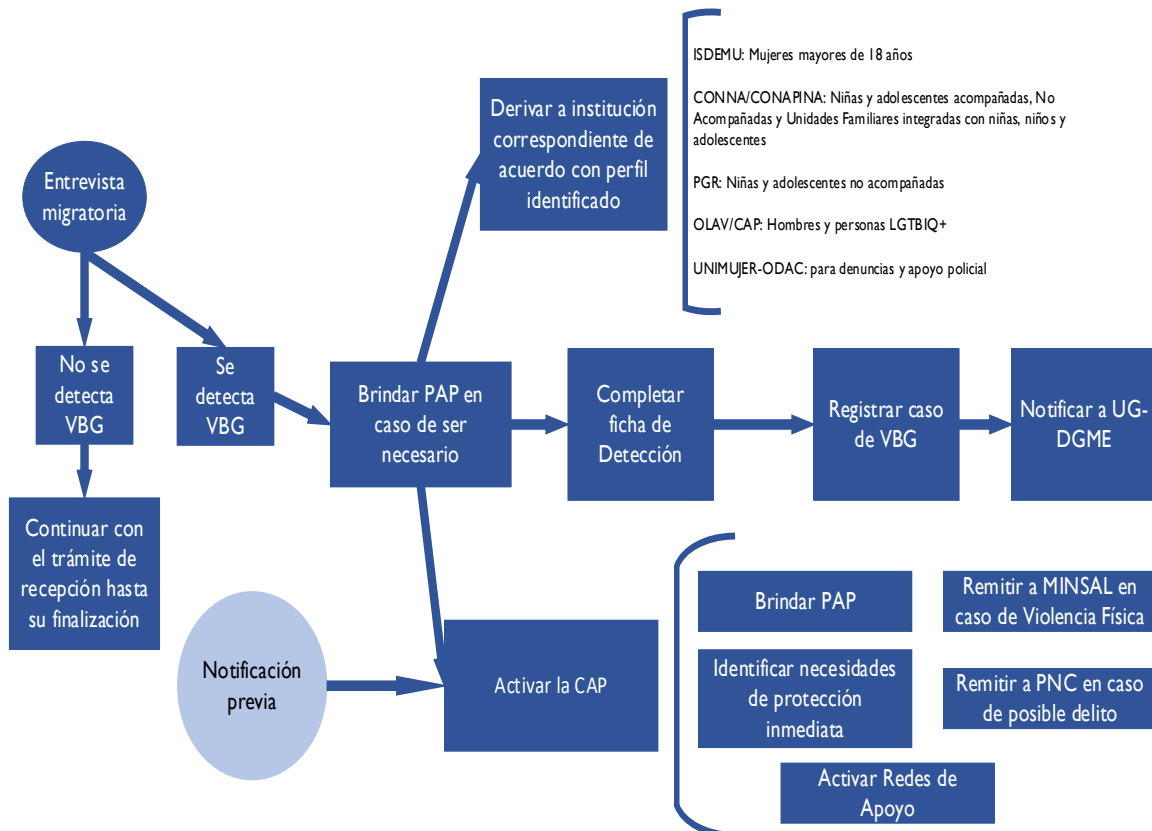 Entrevista
migratoria
No se
detecta
VBG
Continuar con
el trámite de
recepción hasta
su finalización
Se
detecta
VBG
Brindar PAP en
caso de ser
necesario
Derivar a institución
correspondiente de
acuerdo con perfil
identificado
ISDEMU: Mujeres mayores de 18 años
CONNA/CONAPINA: Niñas y adolescentes acompañadas, No
Acompañadas y Unidades Familiares integradas con niñas, niños y
adolescentes
PGR: Niñas y adolescentes no acompañadas
OLAV/CAP: Hombres y personas LGTBIQ+
UNIMUJER-ODAC: para denuncias y apoyo policial
Completar
ficha de
Detección
Registrar caso
de VBG
Notificar a UG-
DGME
Notificación
previa
Activar la CAP
Brindar PAP
Remitir a MINSAL en
caso de Violencia Física
Identificar necesidades
de protección
inmediata
Remitir a PNC en caso
de posible delito
Activar Redes de
Apoyo